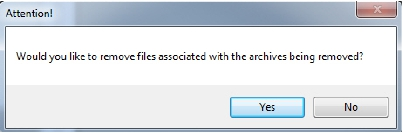 Attention!
Would you like to remove files associated with the archives being removed?
Yes
No